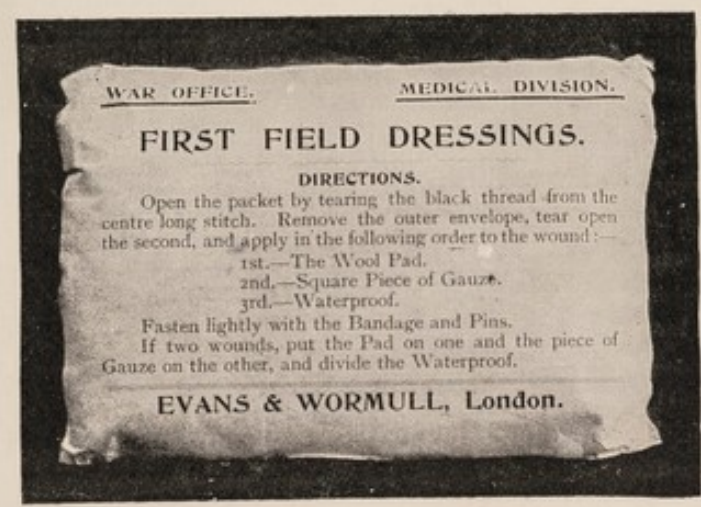 WAR OFFICE. MEDICAL DIVISION.
FIRST FIELD DRESSINGS.
DIRECTIONS.
Open the packet by tearing the black thread from the
centre long stitch. Remove the outer envelope, tear open
the second, and apply in the following order to the wound :—
1st.—The Wool Pad.
2nd.—Square Piece of Gauze.
3rd.—Waterproof.
Fasten lightly with the Bandage and Pins.
If two wounds, put the Pad on one and the piece of
Gauze on the other, and divide the Waterproof.
EVANS & WORMULL, London.